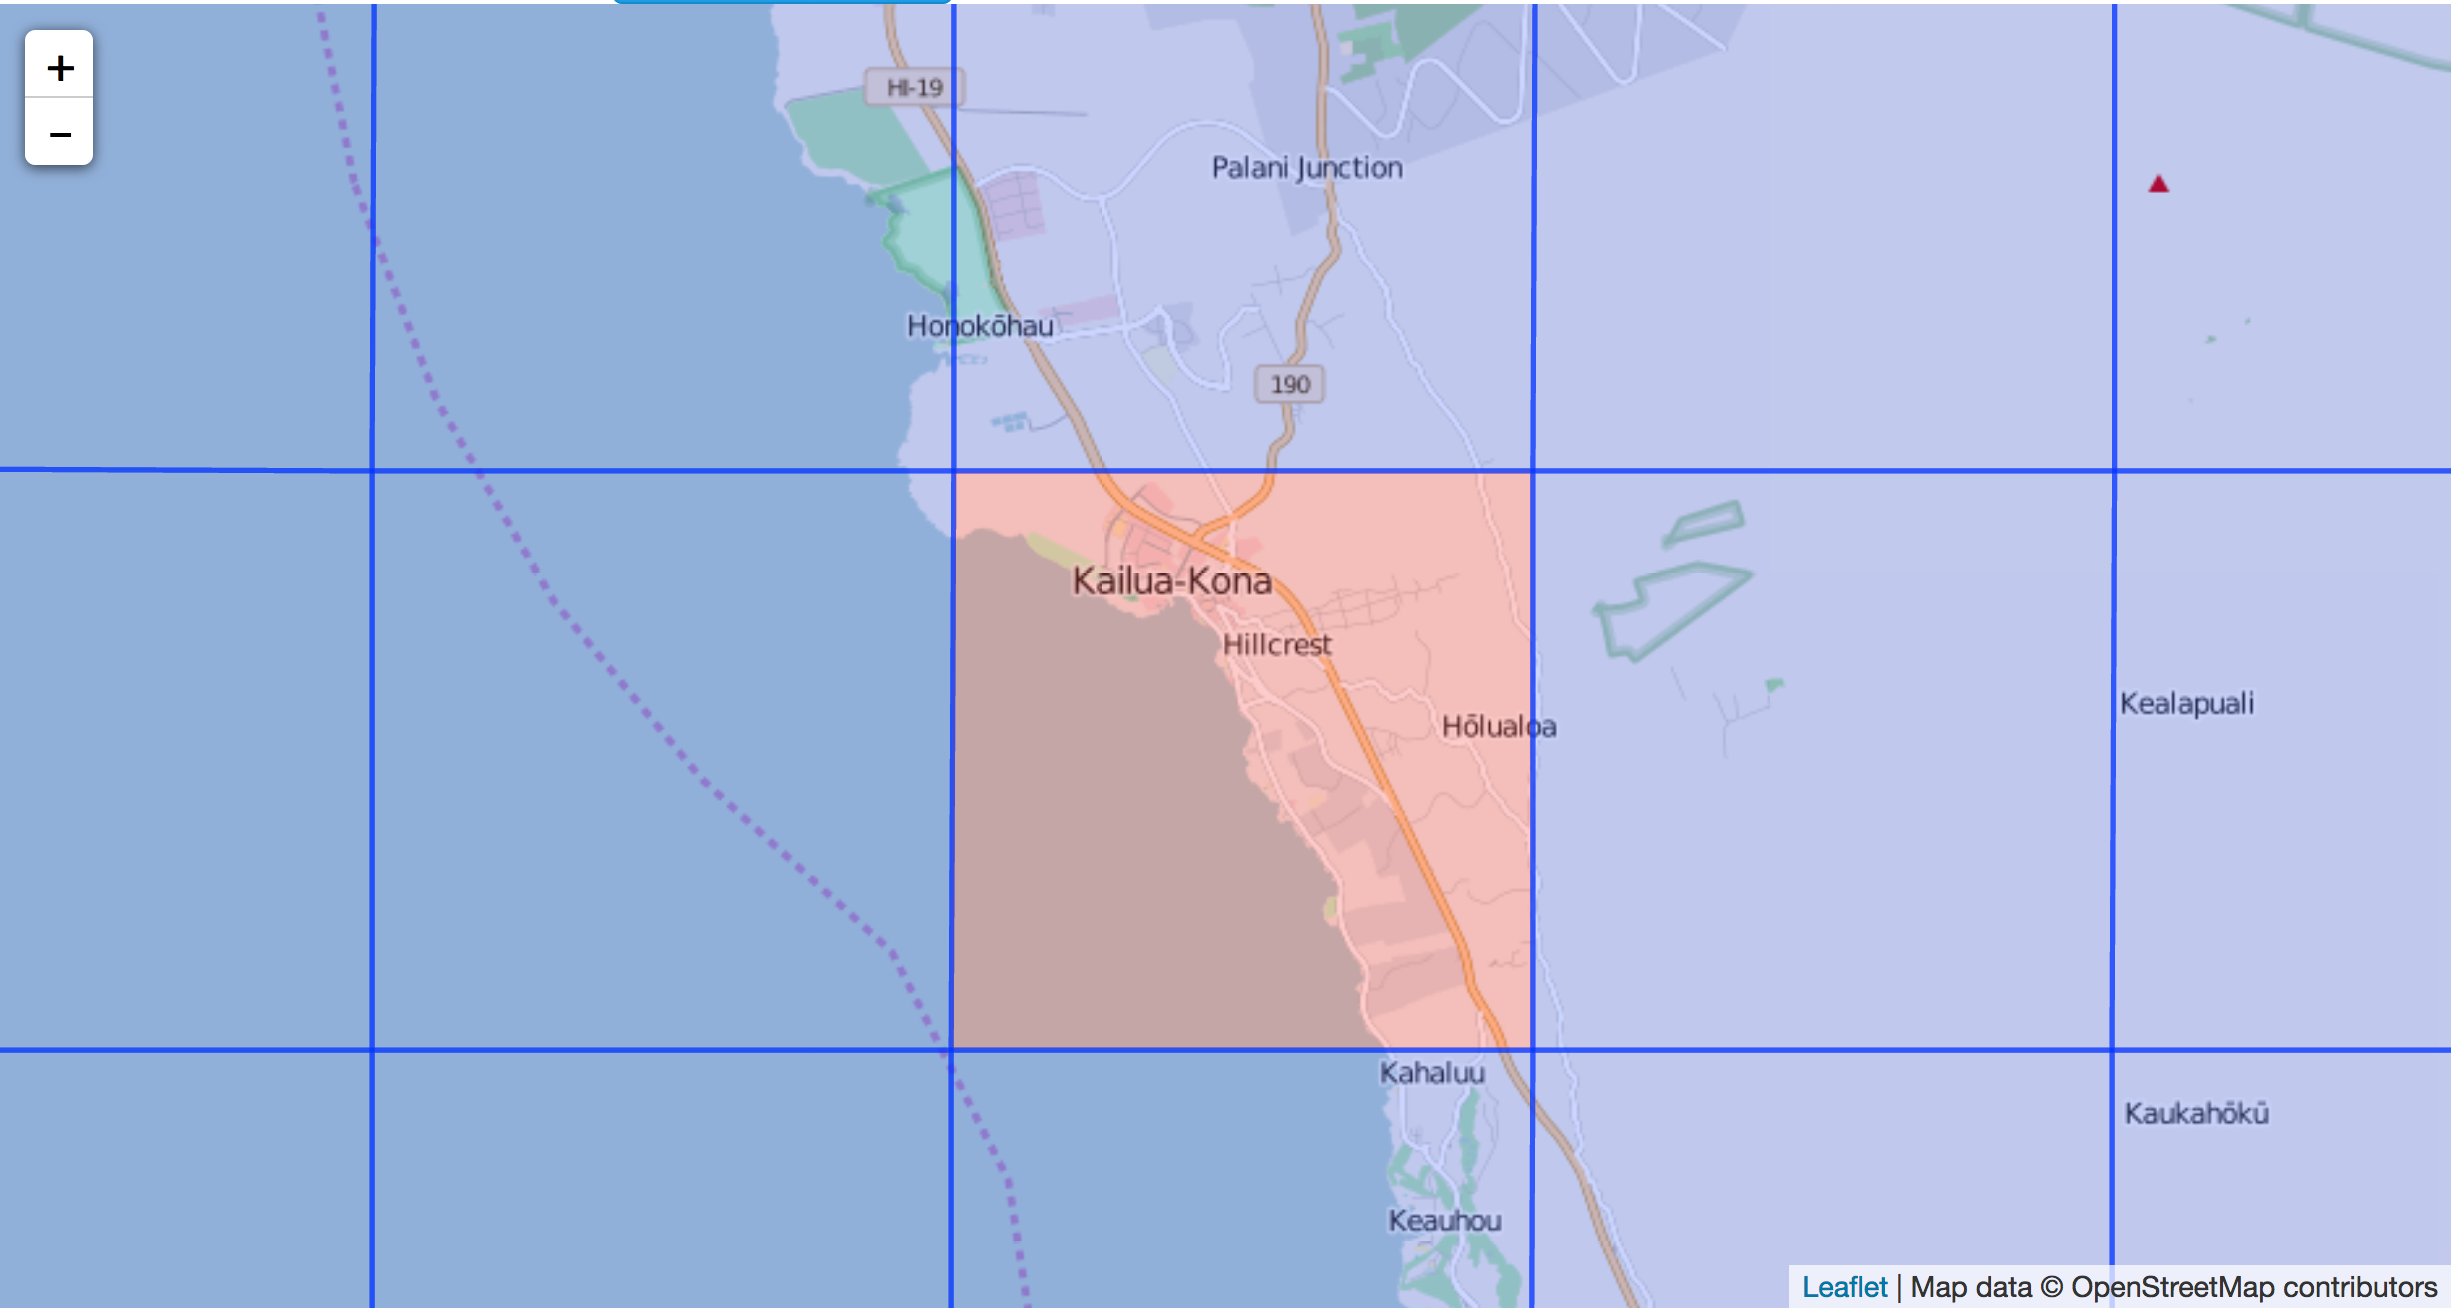 +
HI-19
−
Palani Junction
Honokōhau
190
Kailua-Kona
Hillcrest
Hōlualoa
Kealapuali
Kahaluu
Kaukahōkū
Keauhou
Leaflet | Map data © OpenStreetMap contributors